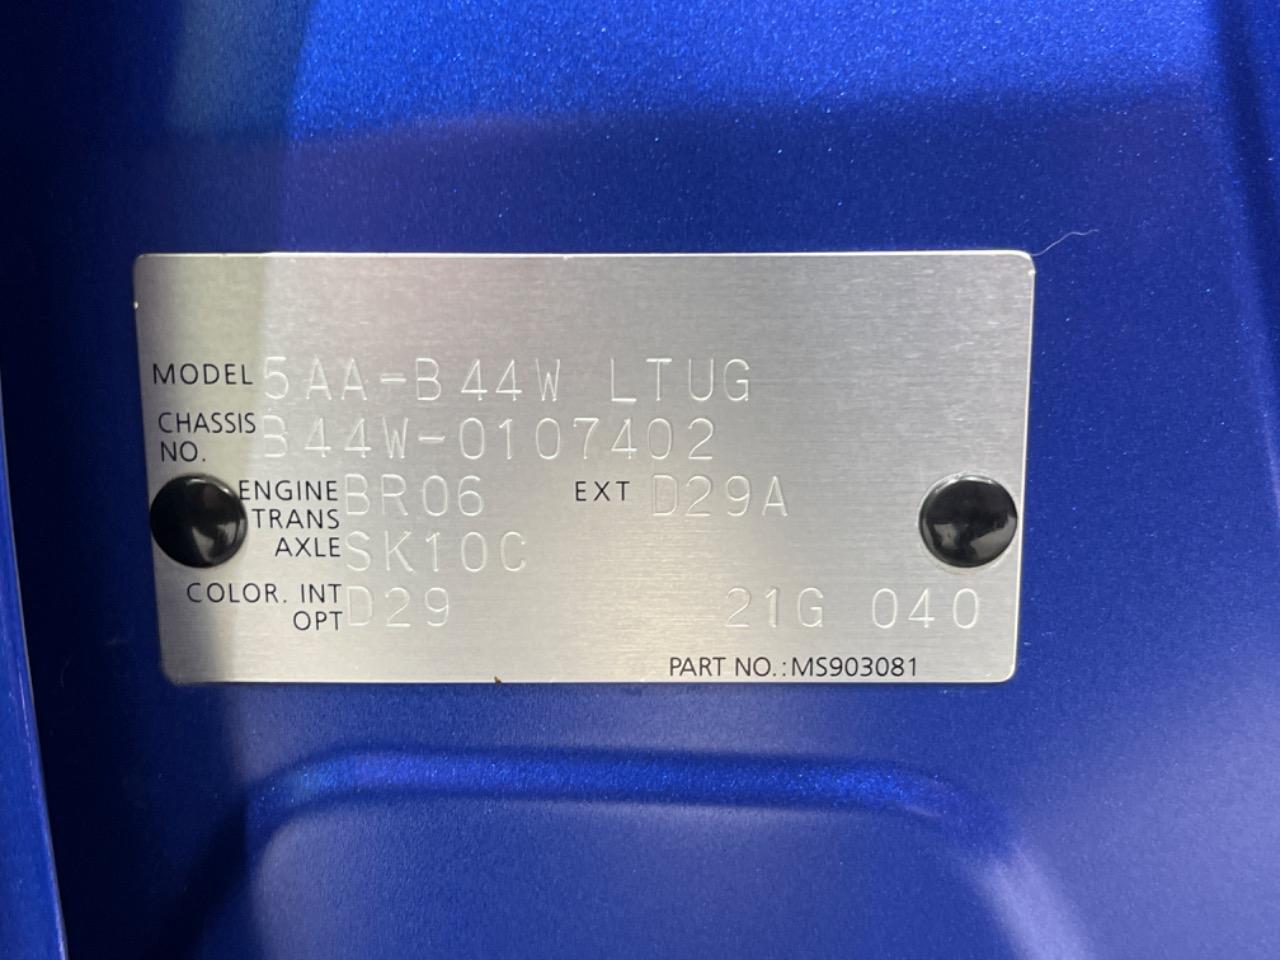 MODEL 5AA-B44W LTUG
CHASSIS NO. B44W-0107402
ENGINE BR06 EXT D29A
TRANS AXLE SK10C
COLOR. INT D29 21G 040
OPT
PART NO.:MS903081